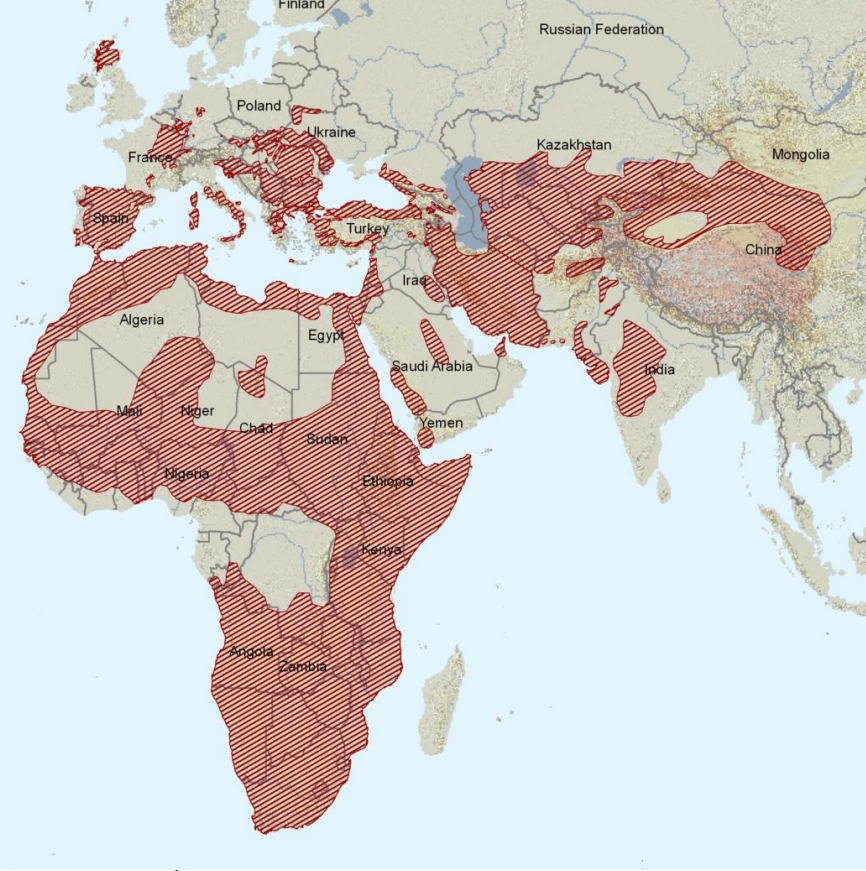 Finland
Russian Federation
Poland
Ukraine
France
Kazakhstan
Mongolia
Spain
Turkey
China
Iraq
Algeria
Egypt
Saudi Arabia
India
Mali
Niger
Chad
Yemen
Sudan
Nigeria
Ethiopia
Kenya
Angola
Zambia